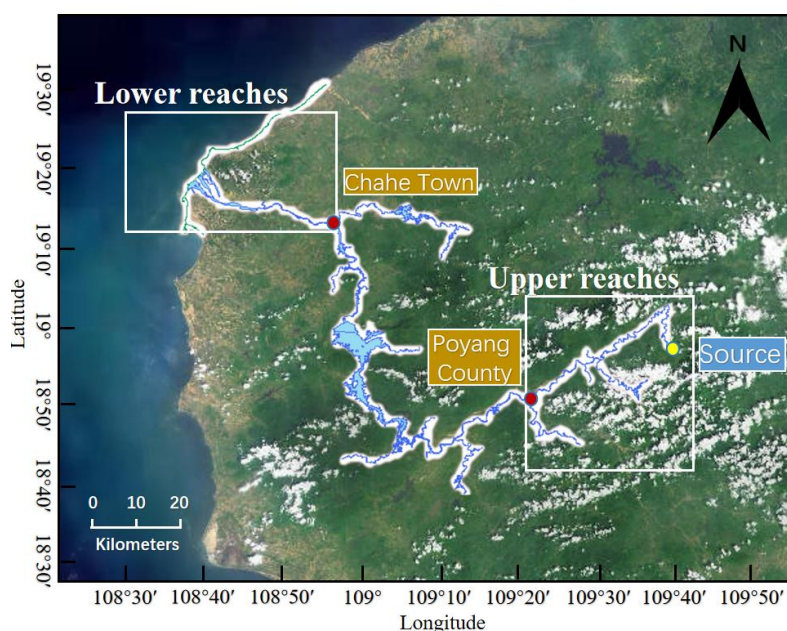 N
19°30'
19°20'
19°10'
19°
18°50'
18°40'
18°30'
Latitude
Lower reaches
Chahe Town
Upper reaches
Poyang
County
Source
0 10 20
Kilometers
108°30' 108°40' 108°50' 109° 109°10' 109°20' 109°30' 109°40' 109°50'
Longitude